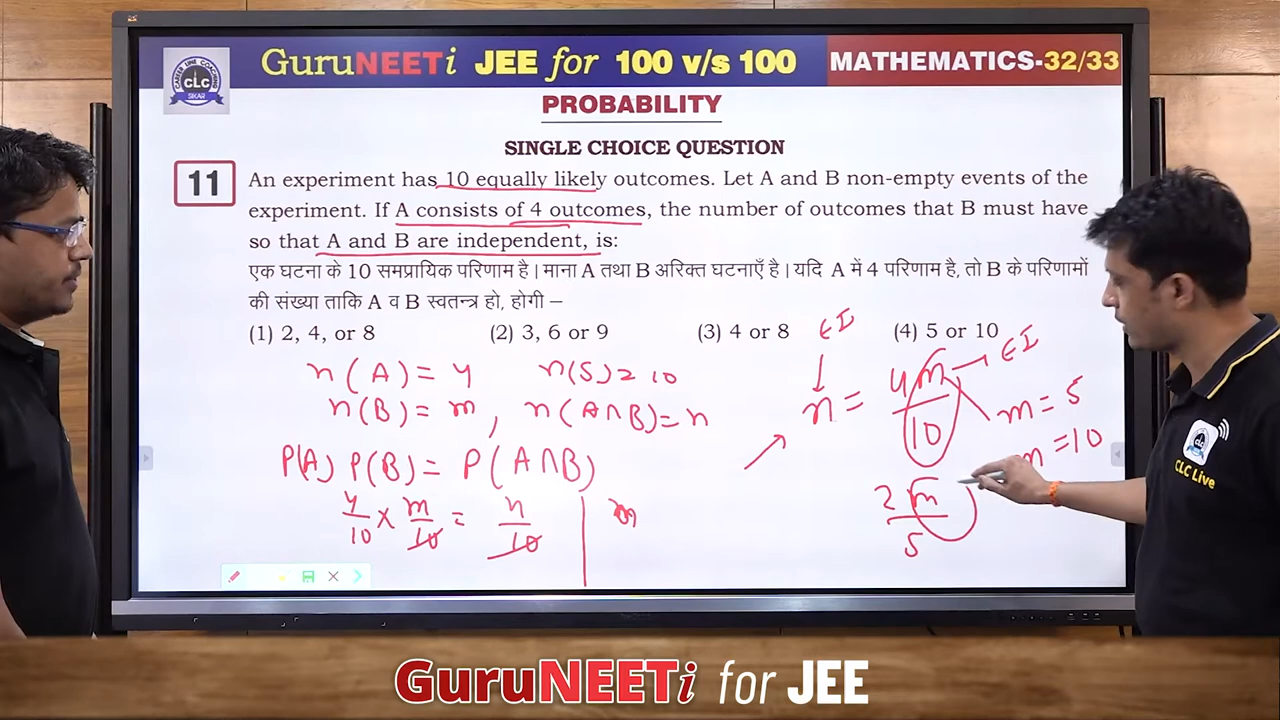 GuruNEETi JEE for 100 v/s 100
MATHEMATICS-32/33
CLC
SIKAR
PROBABILITY
SINGLE CHOICE QUESTION
11
An experiment has 10 equally likely outcomes. Let A and B non-empty events of the
experiment. If A consists of 4 outcomes, the number of outcomes that B must have
so that A and B are independent, is:
एक घटना के 10 समप्रायिक परिणाम है। माना A तथा B अरिक्त घटनाएँ है। यदि A में 4 परिणाम है, तो B के परिणामों
की संख्या ताकि A व B स्वतन्त्र हो, होगी –
(1) 2, 4, or 8 (2) 3, 6 or 9 (3) 4 or 8 (4) 5 or 10
n(A) = 4 n(S) = 10
n(B) = m, n(A∩B) = n
P(A) P(B) = P(A∩B)
4/10 × m/10 = n/10
m
∈I
n = 4m/10
∈I
m = 5
m = 10
2m/5
CLC Live
GuruNEETi for JEE